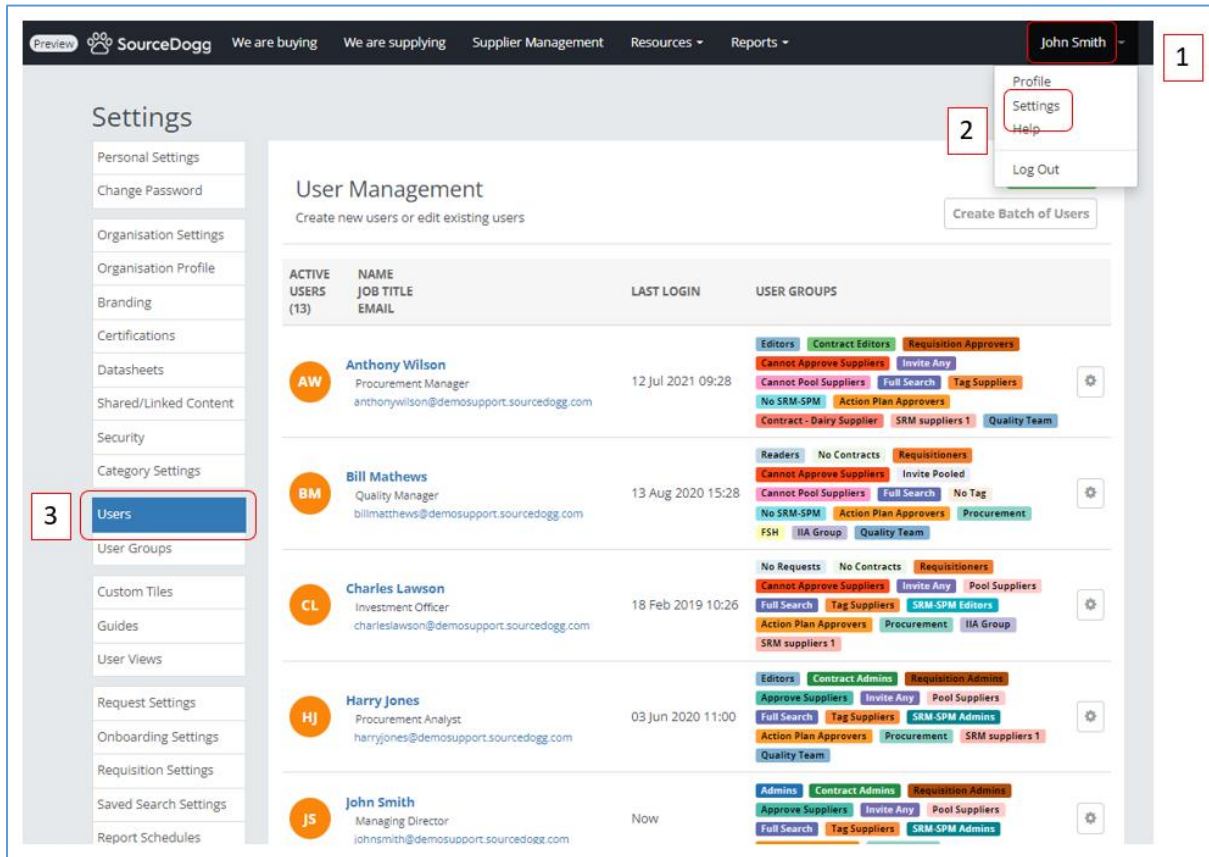 Preview SourceDogg We are buying We are supplying Supplier Management Resources Reports John Smith
1
Profile
Settings
2
Help
Log Out
Settings
Personal Settings
Change Password
Organisation Settings
Organisation Profile
Branding
Certifications
Datasheets
Shared/Linked Content
Security
Category Settings
3
Users
User Groups
Custom Tiles
Guides
User Views
Request Settings
Onboarding Settings
Requisition Settings
Saved Search Settings
Report Schedules
User Management
Create new users or edit existing users
Create Batch of Users
ACTIVE USERS (13) NAME JOB TITLE EMAIL LAST LOGIN USER GROUPS
AW
Anthony Wilson
Procurement Manager
anthonywilson@demosupport.sourcedogg.com
12 Jul 2021 09:28
Editors Contract Editors Requisition Approvers
Cannot Approve Suppliers Invite Any
Cannot Pool Suppliers Full Search Tag Suppliers
No SRM-SPM Action Plan Approvers
Contract - Dairy Supplier SRM suppliers 1 Quality Team
BM
Bill Mathews
Quality Manager
billmatthews@demosupport.sourcedogg.com
13 Aug 2020 15:28
Readers No Contracts Requisitioners
Cannot Approve Suppliers Invite Pooled
Cannot Pool Suppliers Full Search No Tag
No SRM-SPM Action Plan Approvers Procurement
FSH IIA Group Quality Team
CL
Charles Lawson
Investment Officer
charleslawson@demosupport.sourcedogg.com
18 Feb 2019 10:26
No Requests No Contracts Requisitioners
Cannot Approve Suppliers Invite Any Pool Suppliers
Full Search Tag Suppliers SRM-SPM Editors
Action Plan Approvers Procurement IIA Group
SRM suppliers 1
HJ
Harry Jones
Procurement Analyst
harryjones@demosupport.sourcedogg.com
03 Jun 2020 11:00
Editors Contract Admins Requisition Admins
Approve Suppliers Invite Any Pool Suppliers
Full Search Tag Suppliers SRM-SPM Admins
Action Plan Approvers Procurement SRM suppliers 1
Quality Team
JS
John Smith
Managing Director
johnsmith@demosupport.sourcedogg.com
Now
Admins Contract Admins Requisition Admins
Approve Suppliers Invite Any Pool Suppliers
Full Search Tag Suppliers SRM-SPM Admins